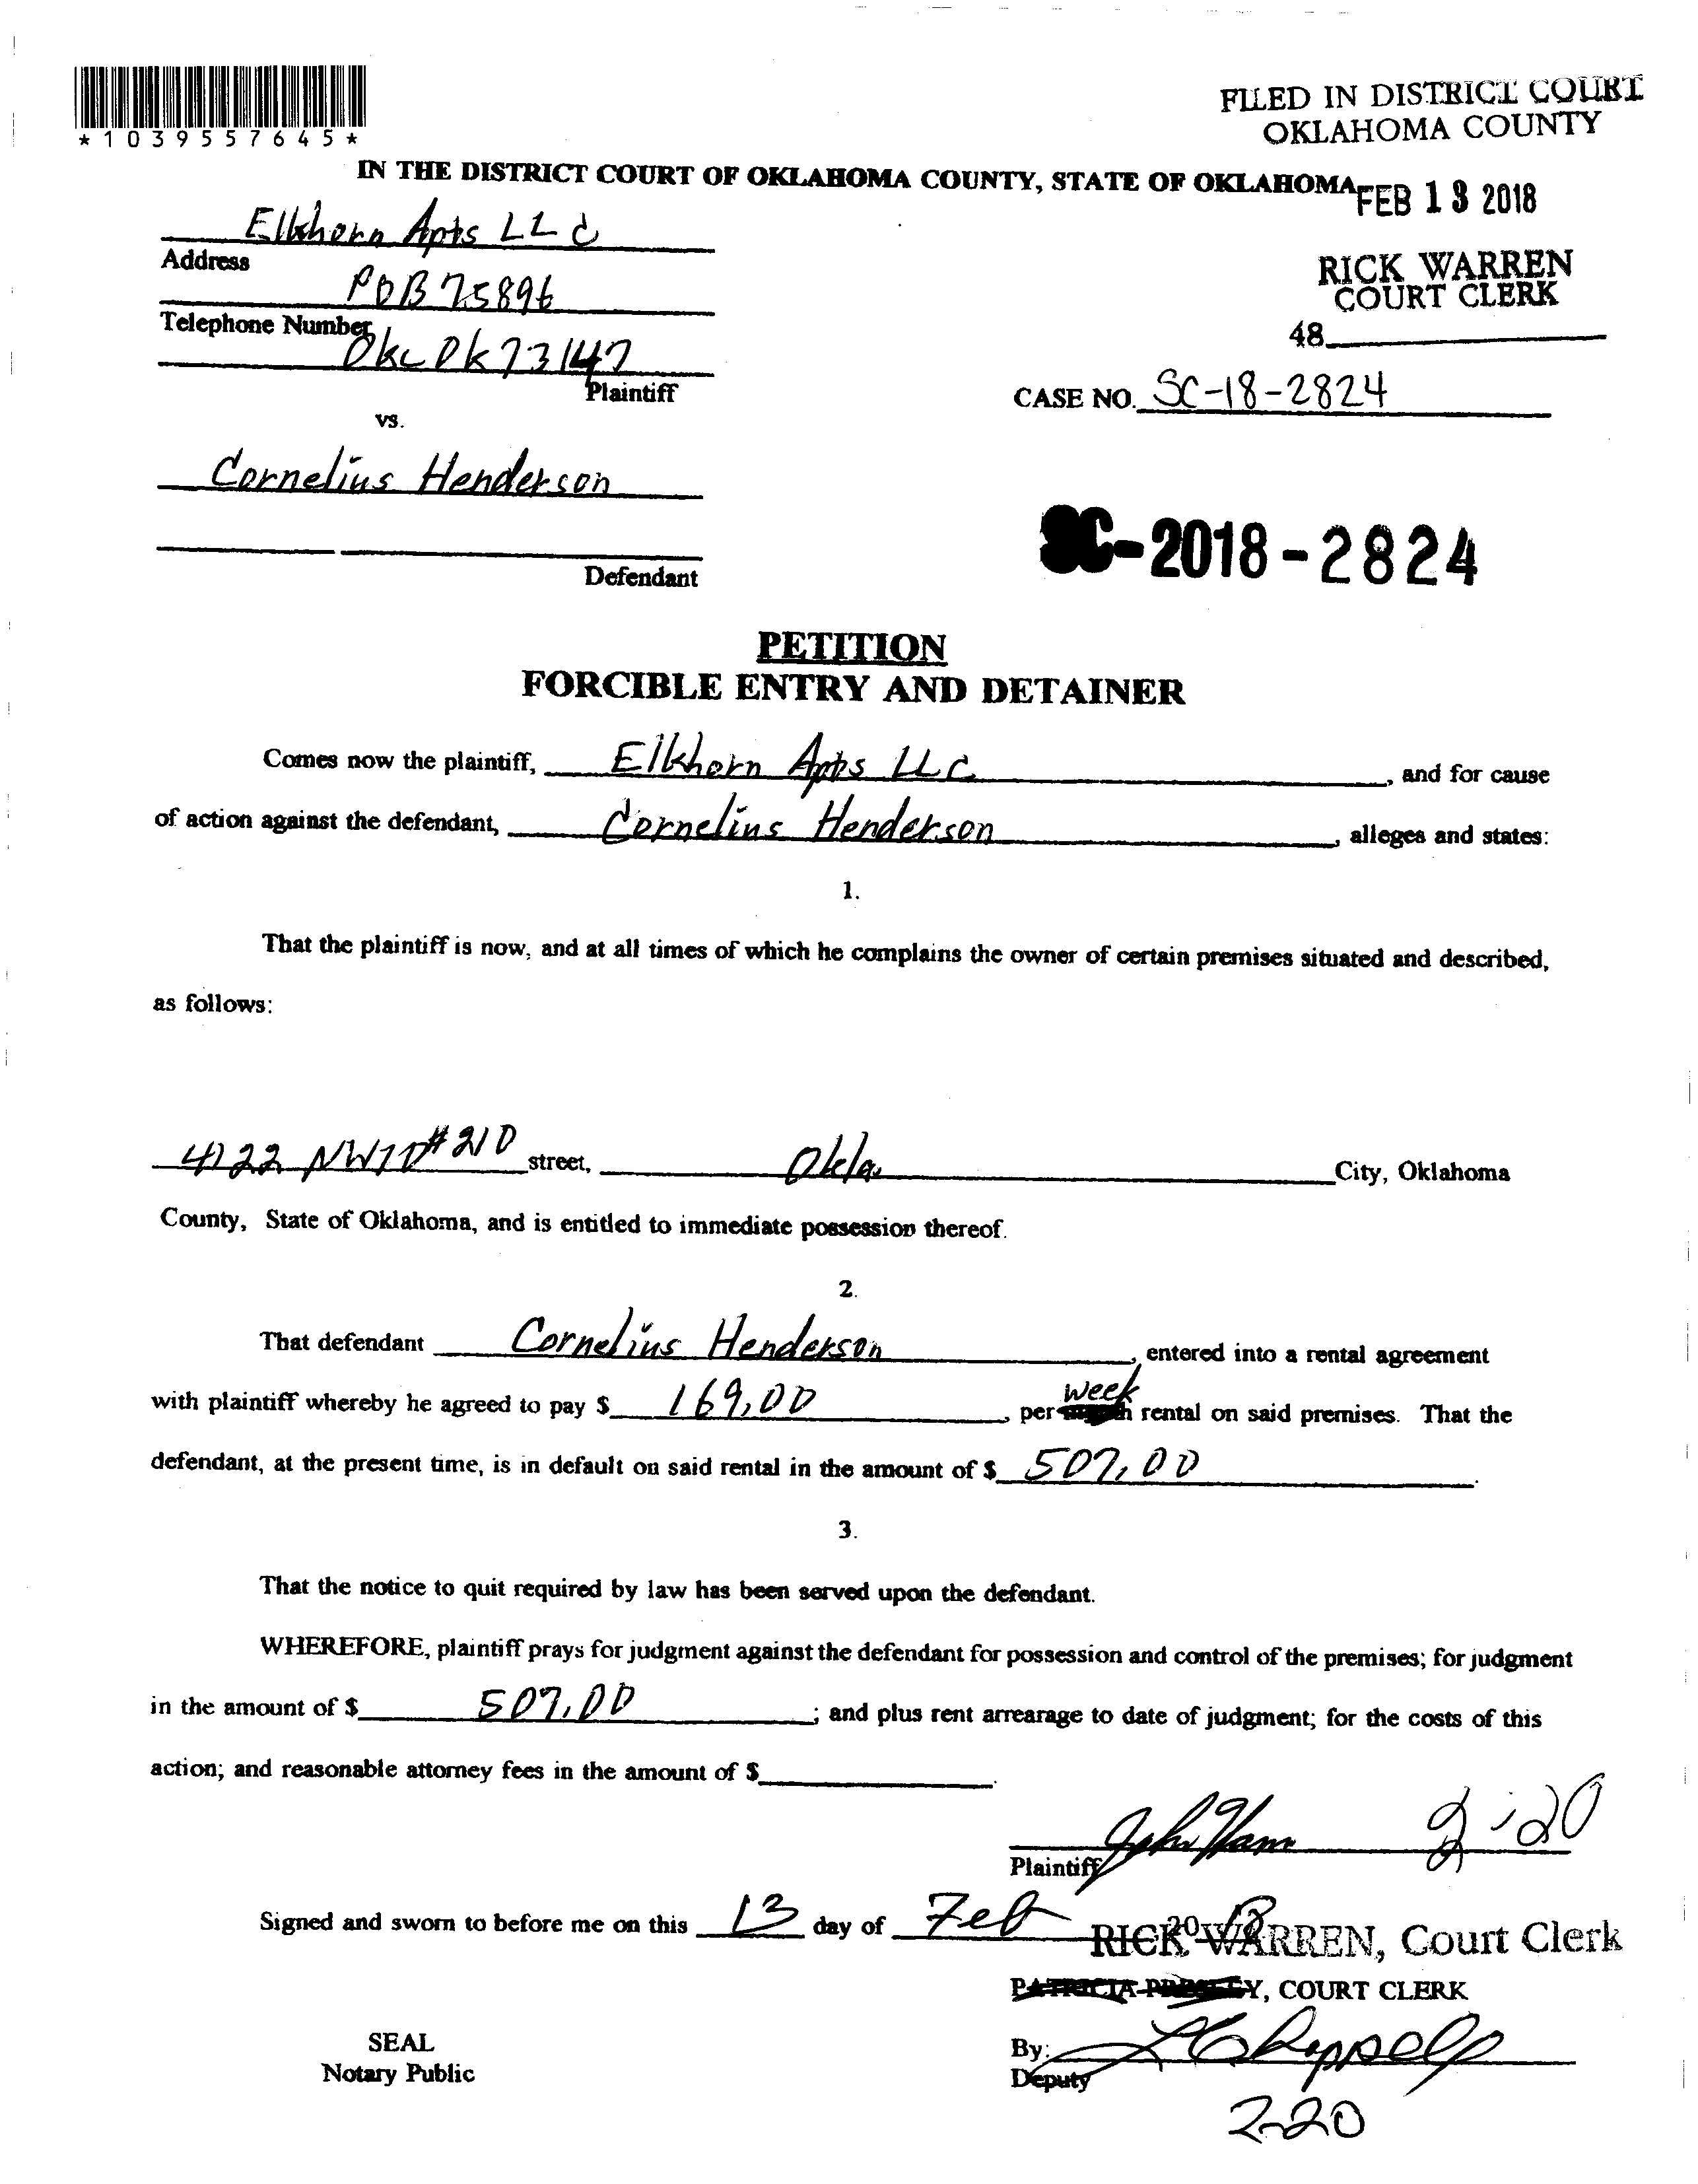 *1039557645*
FILED IN DISTRICT COURT
OKLAHOMA COUNTY
IN THE DISTRICT COURT OF OKLAHOMA COUNTY, STATE OF OKLAHOMA
FEB 13 2018
Elkhorn Apts LLC
Address
POB 75896
RICK WARREN
COURT CLERK
Telephone Number
OKC OK 73147
48
Plaintiff
CASE NO. SC-18-2824
vs.
Cornelius Henderson
SC-2018-2824
Defendant
PETITION
FORCIBLE ENTRY AND DETAINER
Comes now the plaintiff, Elkhorn Apts LLC, and for cause
of action against the defendant, Cornelius Henderson, alleges and states:
1.
That the plaintiff is now, and at all times of which he complains the owner of certain premises situated and described,
as follows:
4122 NW10 #210 street, Okla City, Oklahoma
County, State of Oklahoma, and is entitled to immediate possession thereof.
2.
That defendant Cornelius Henderson, entered into a rental agreement
with plaintiff whereby he agreed to pay $ 169.00, per week rental on said premises. That the
defendant, at the present time, is in default on said rental in the amount of $ 507.00.
3.
That the notice to quit required by law has been served upon the defendant.
WHEREFORE, plaintiff prays for judgment against the defendant for possession and control of the premises; for judgment
in the amount of $ 507.00; and plus rent arrearage to date of judgment; for the costs of this
action; and reasonable attorney fees in the amount of $.
2-20
Plaintiff
Signed and sworn to before me on this 13 day of Feb 2018
RICK WARREN, Court Clerk
PATRICIA PRESLEY, COURT CLERK
SEAL
Notary Public
By:
Deputy
2-20